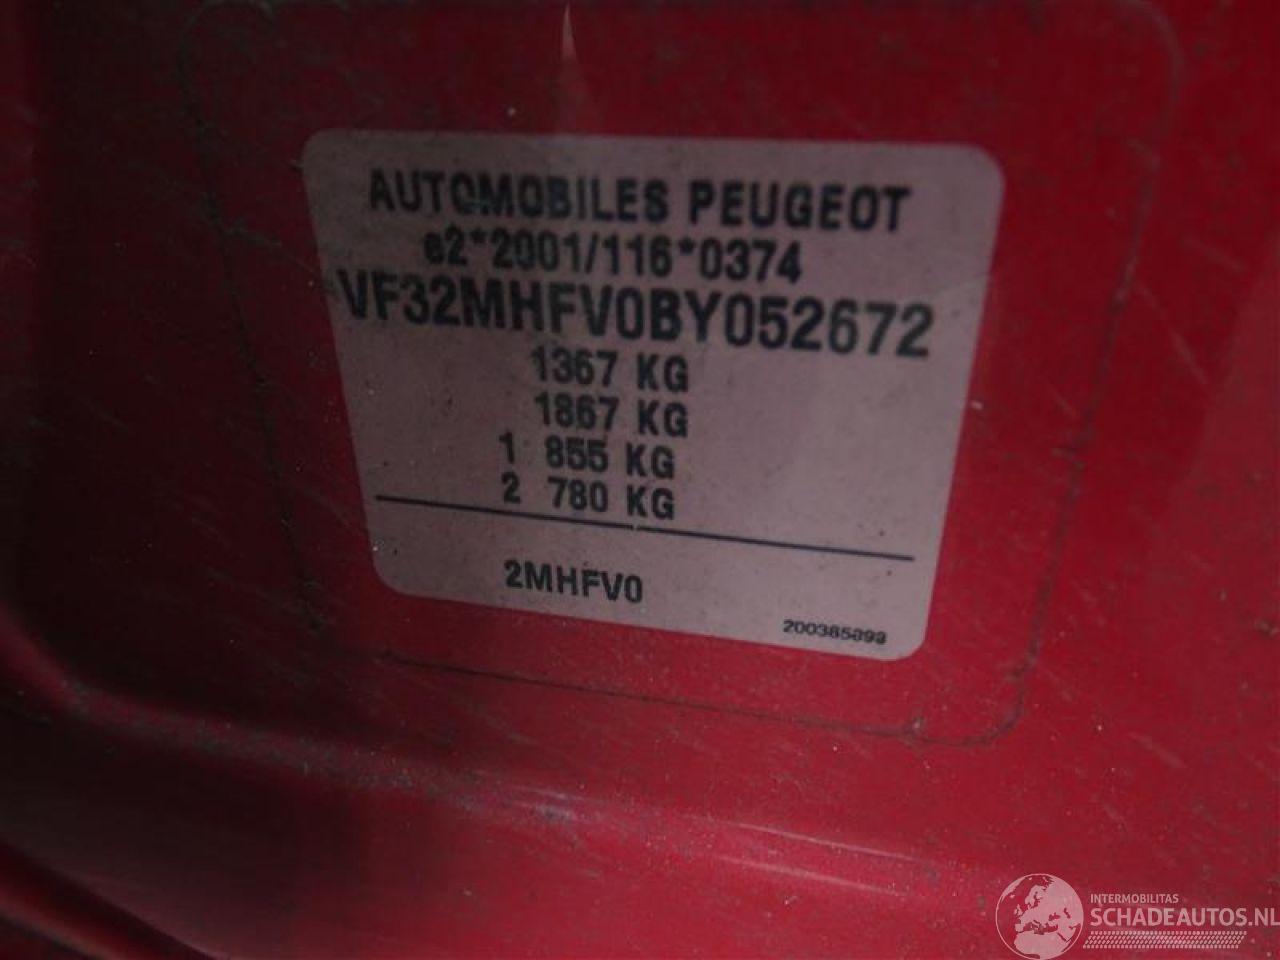 AUTOMOBILES PEUGEOT
e2*2001/116*0374
VF32MHFV0BY052672
1367 KG
1867 KG
1 855 KG
2 780 KG
2MHFV0
200385899
INTERMOBILITAS
SCHADEAUTOS.NL